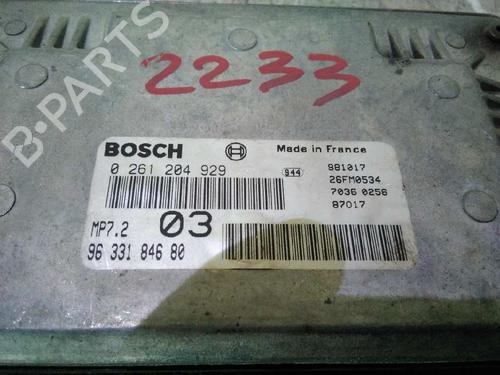 B-PARTS
2233
BOSCH
Made in France
0 261 204 929
944
981017
26FM0534
7036 0256
87017
MP7.2
03
96 331 846 80